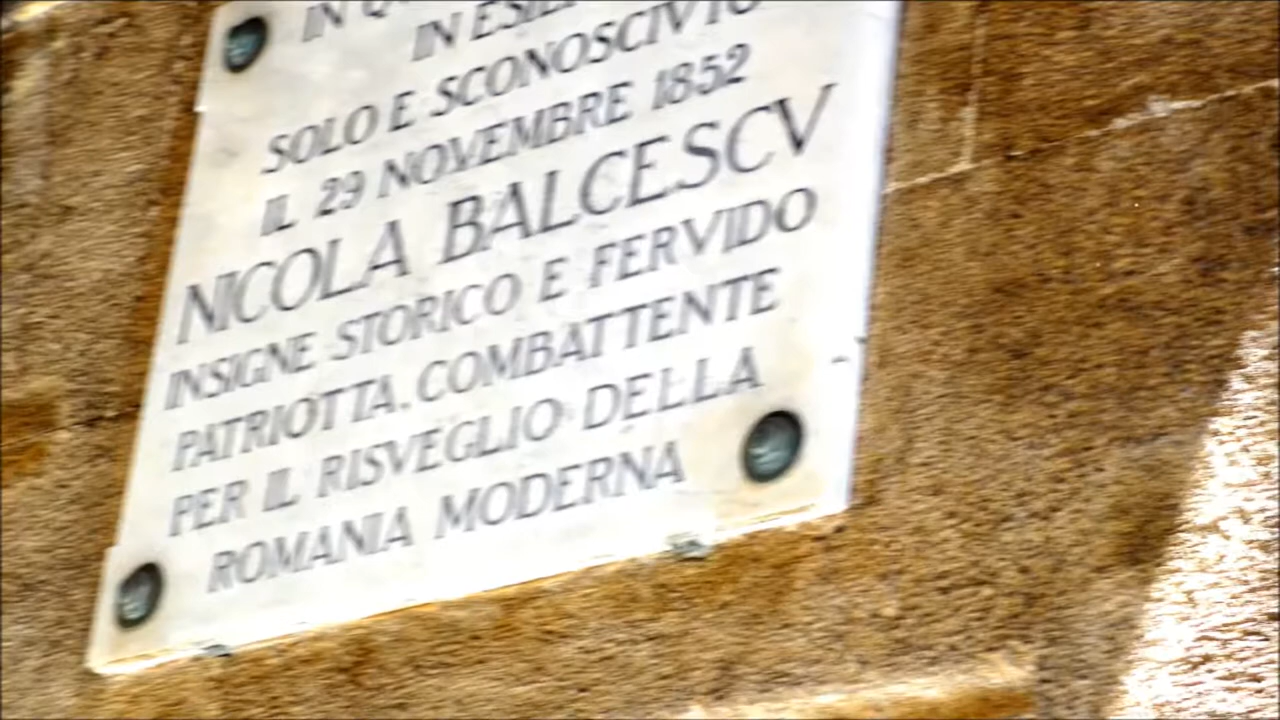 IN ESIL
SOLO E SCONOSCIVTO
IL 29 NOVEMBRE 1852
NICOLA BALCESCV
INSIGNE STORICO E FERVIDO
PATRIOTTA. COMBATTENTE
PER IL RISVEGLIO DELLA
ROMANIA MODERNA